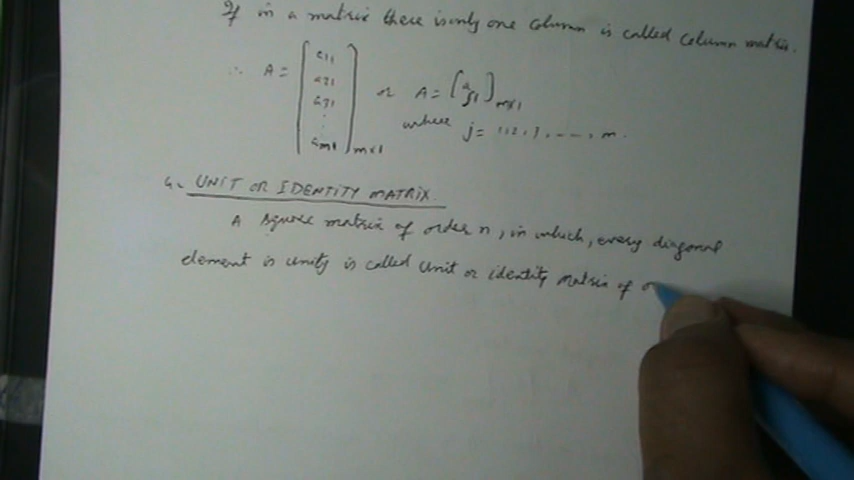 If in a matrix there is only one column is called column matrix.
∴ A = [a11 a21 a31 ⋮ am1]m×1 or A = [aj1]m×1
where j = 1, 2, 3, ---, m.
4. UNIT OR IDENTITY MATRIX.
A square matrix of order n, in which, every diagonal
element is unity is called unit or identity matrix of o